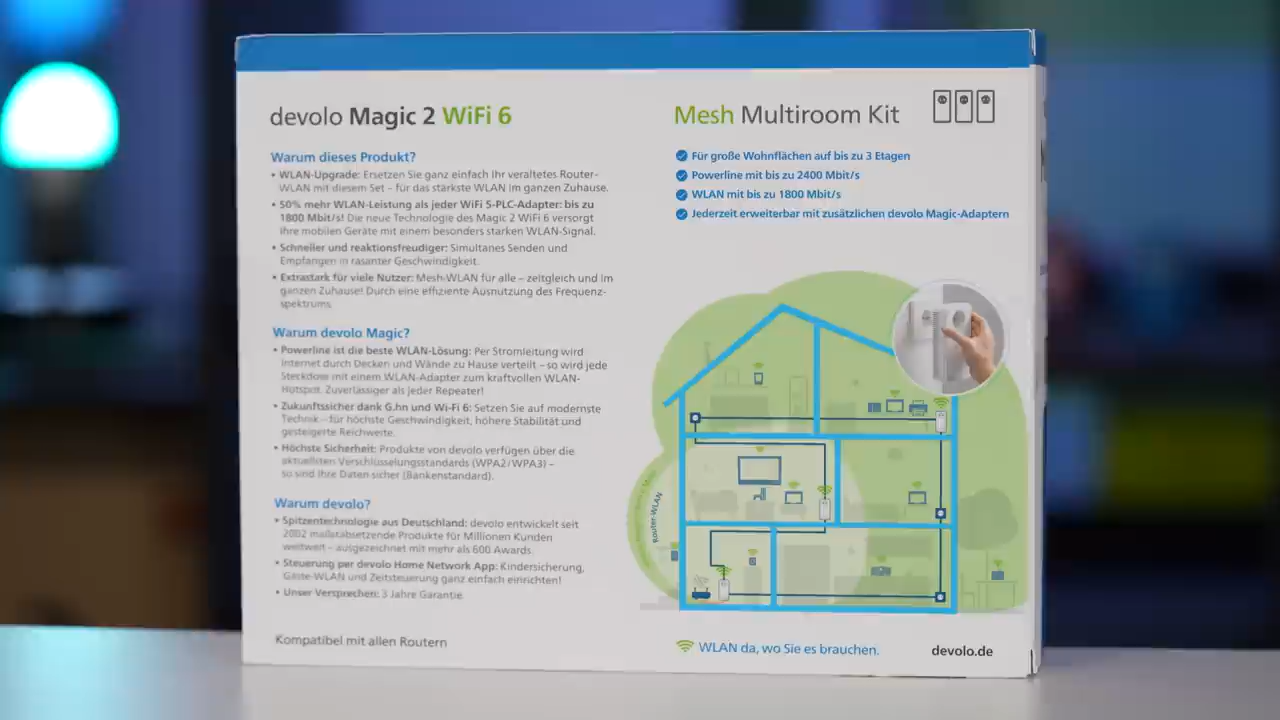 devolo Magic 2 WiFi 6
Warum dieses Produkt?
• WLAN-Upgrade: Ersetzen Sie ganz einfach Ihr veraltetes Router-
WLAN mit diesem Set – für das stärkste WLAN im ganzen Zuhause.
• 50% mehr WLAN-Leistung als jeder WiFi 5-PLC-Adapter: bis zu
1800 Mbit/s! Die neue Technologie des Magic 2 WiFi 6 versorgt
Ihre mobilen Geräte mit einem besonders starken WLAN-Signal.
• Schneller und reaktionsfreudiger: Simultanes Senden und
Empfangen in rasanter Geschwindigkeit.
• Extrastark für viele Nutzer: Mesh-WLAN für alle – zeitgleich und im
ganzen Zuhause! Durch eine effiziente Ausnutzung des Frequenz-
spektrums.
Warum devolo Magic?
• Powerline ist die beste WLAN-Lösung: Per Stromleitung wird
Internet durch Decken und Wände zu Hause verteilt – so wird jede
Steckdose mit einem WLAN-Adapter zum kraftvollen WLAN-
Hotspot. Zuverlässiger als jeder Repeater!
• Zukunftssicher dank G.hn und Wi-Fi 6: Setzen Sie auf modernste
Technik – für höchste Geschwindigkeit, höhere Stabilität und
gesteigerte Reichweite.
• Höchste Sicherheit: Produkte von devolo verfügen über die
aktuellsten Verschlüsselungsstandards (WPA2/WPA3) –
so sind Ihre Daten sicher (Bankenstandard).
Warum devolo?
• Spitzentechnologie aus Deutschland: devolo entwickelt seit
2002 maßstabsetzende Produkte für Millionen Kunden
weltweit – ausgezeichnet mit mehr als 600 Awards.
• Steuerung per devolo Home Network App: Kindersicherung,
Gäste-WLAN und Zeitsteuerung ganz einfach einrichten!
• Unser Versprechen: 3 Jahre Garantie.
Kompatibel mit allen Routern
Mesh Multiroom Kit
Für große Wohnflächen auf bis zu 3 Etagen
Powerline mit bis zu 2400 Mbit/s
WLAN mit bis zu 1800 Mbit/s
Jederzeit erweiterbar mit zusätzlichen devolo Magic-Adaptern
Router-WLAN
WLAN da, wo Sie es brauchen.
devolo.de